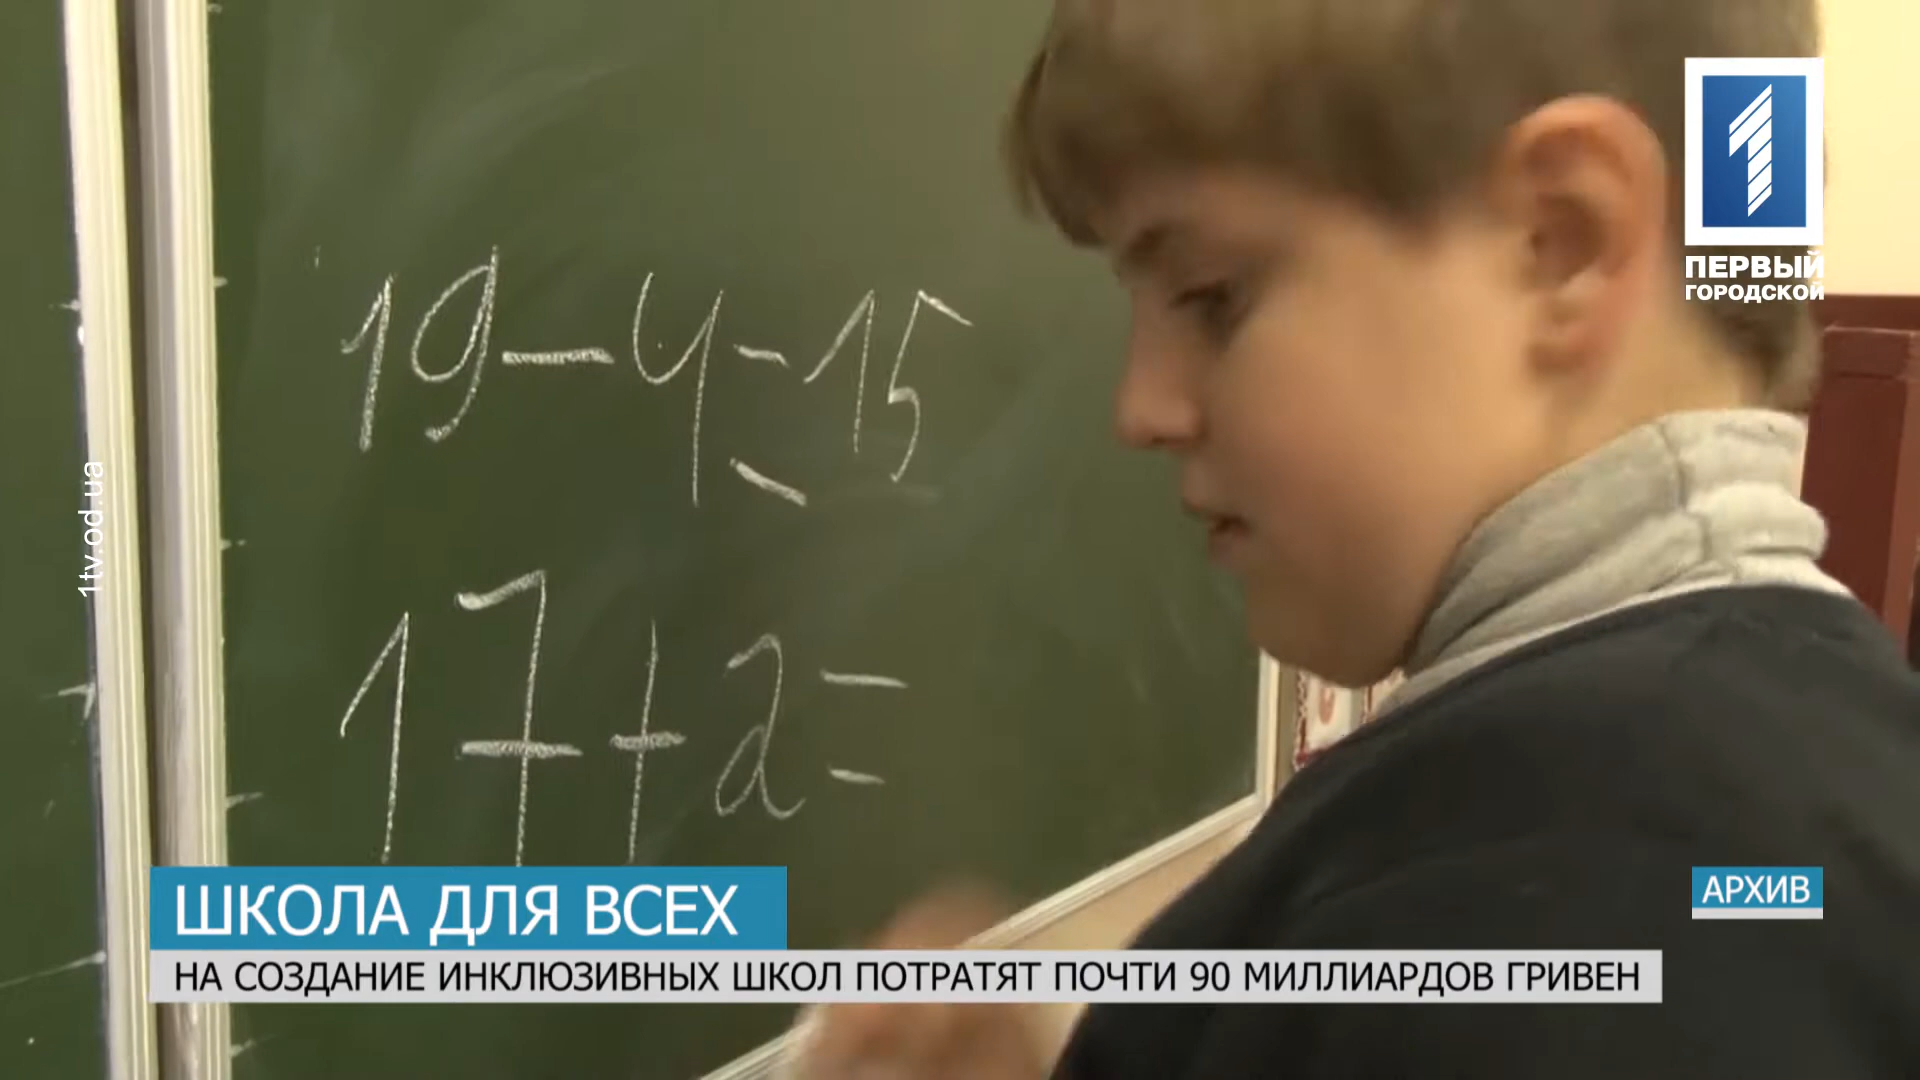 ПЕРВЫЙ
ГОРОДСКОЙ
19-4=15
1tv.od.ua
17+2=
ШКОЛА ДЛЯ ВСЕХ
АРХИВ
НА СОЗДАНИЕ ИНКЛЮЗИВНЫХ ШКОЛ ПОТРАТЯТ ПОЧТИ 90 МИЛЛИАРДОВ ГРИВЕН